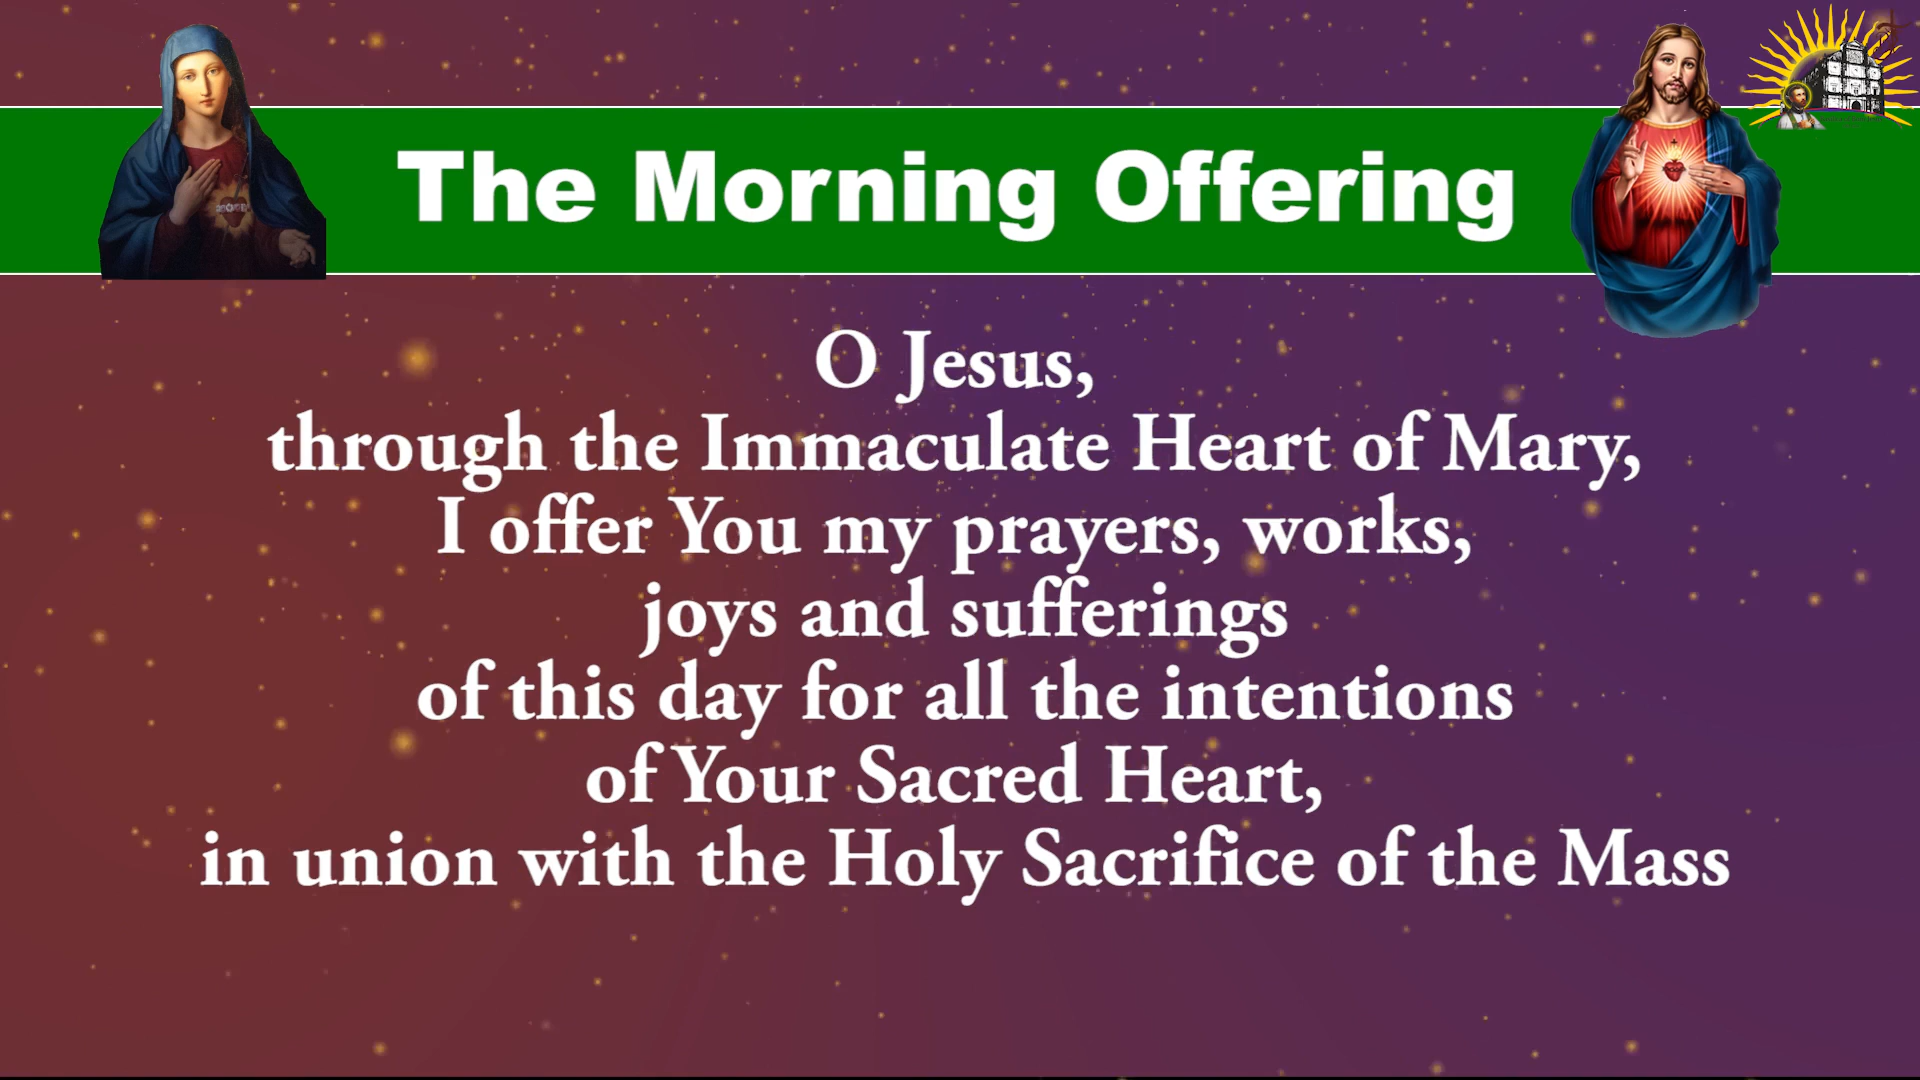 The Morning Offering
O Jesus,
through the Immaculate Heart of Mary,
I offer You my prayers, works,
joys and sufferings
of this day for all the intentions
of Your Sacred Heart,
in union with the Holy Sacrifice of the Mass